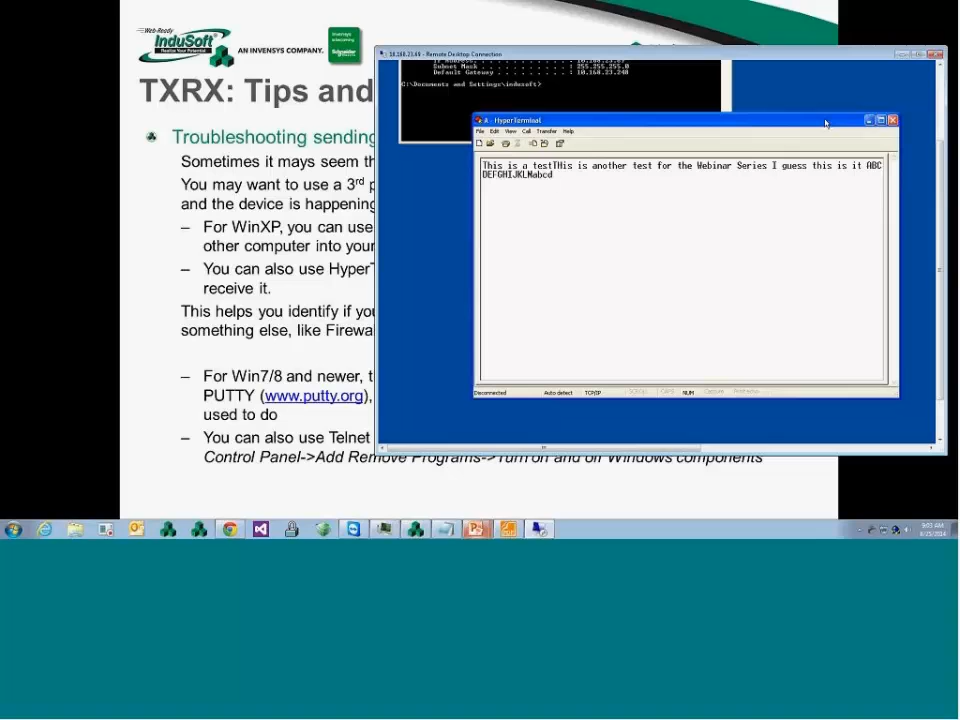 Web-Ready
InduSoft
AN INVENSYS COMPANY.
TXRX: Tips and
Troubleshooting sending
Sometimes it mays seem th
You may want to use a 3rd p
and the device is happening
– For WinXP, you can use
other computer into your
– You can also use HyperT
receive it.
This helps you identify if you
something else, like Firewa
– For Win7/8 and newer, t
PUTTY (www.putty.org),
used to do
– You can also use Telnet
Control Panel->Add Remove Programs->Turn on and off Windows components
- Remote Desktop Connection
Subnet Mask . . . . . . . . . . . : 255.255.255.0
Default Gateway . . . . . . . . . : 10.168.23.240
C:\Documents and Settings\indusoft>
A - HyperTerminal
File Edit View Call Transfer Help
This is a testTHis is another test for the Webinar Series I guess this is it ABC
DEFGHIJKLMabcd
Disconnected Auto detect TCP/IP SCROLL CAPS NUM Capture
9:03 AM